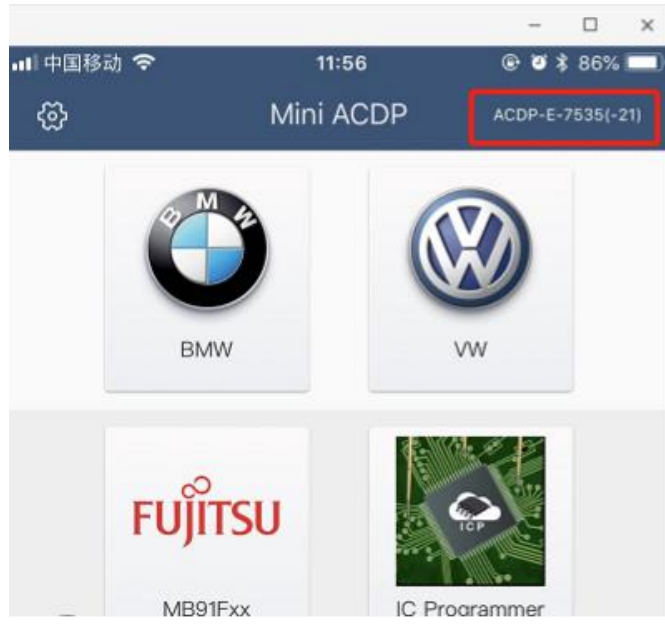 中国移动 11:56 86%
Mini ACDP ACDP-E-7535(-21)
BMW
BMW VW
FUJITSU
ICP
MB91Fxx IC Programmer